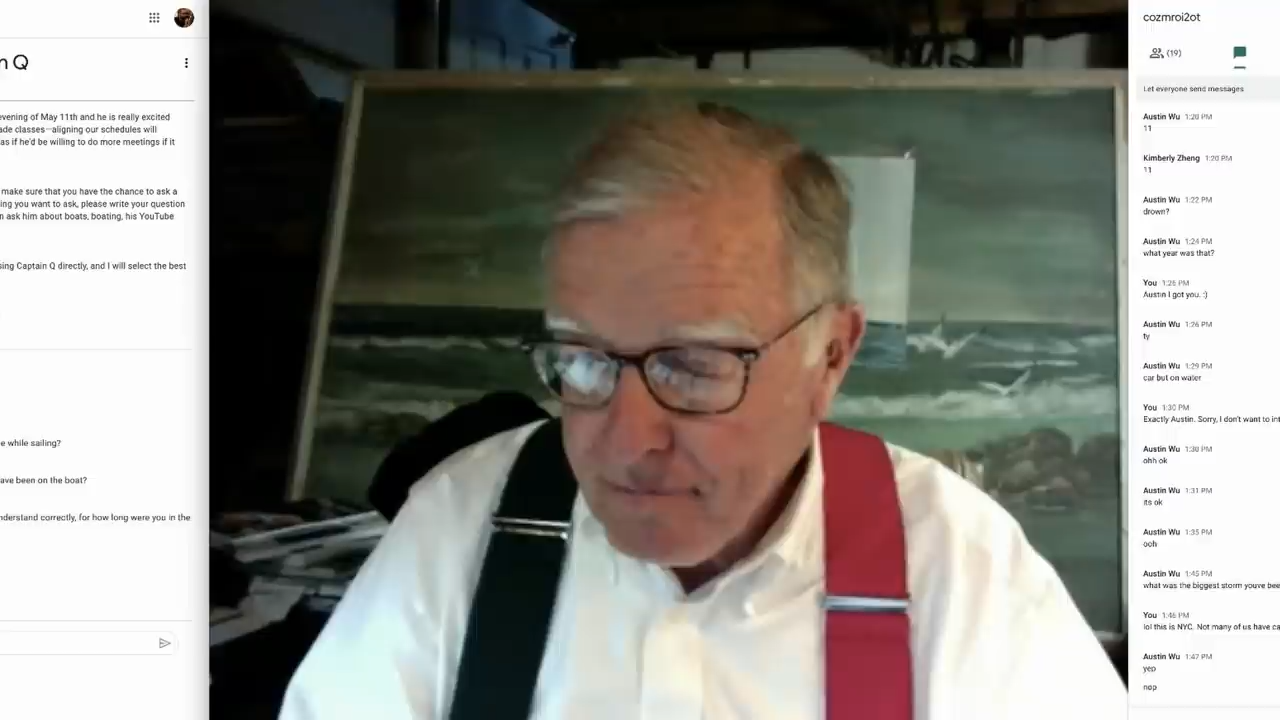 n Q
evening of May 11th and he is really excited
ade classes—aligning our schedules will
as if he'd be willing to do more meetings if it
make sure that you have the chance to ask a
ing you want to ask, please write your question
n ask him about boats, boating, his YouTube
sing Captain Q directly, and I will select the best
e while sailing?
ave been on the boat?
nderstand correctly, for how long were you in the
cozmroi2ot
(19)
Let everyone send messages
Austin Wu 1:20 PM
11
Kimberly Zheng 1:20 PM
11
Austin Wu 1:22 PM
drown?
Austin Wu 1:24 PM
what year was that?
You 1:26 PM
Austin I got you. :)
Austin Wu 1:26 PM
ty
Austin Wu 1:29 PM
car but on water
You 1:30 PM
Exactly Austin. Sorry, I don't want to int
Austin Wu 1:30 PM
ohh ok
Austin Wu 1:31 PM
its ok
Austin Wu 1:35 PM
ooh
Austin Wu 1:45 PM
what was the biggest storm youve bee
You 1:46 PM
lol this is NYC. Not many of us have ca
Austin Wu 1:47 PM
yep
nop